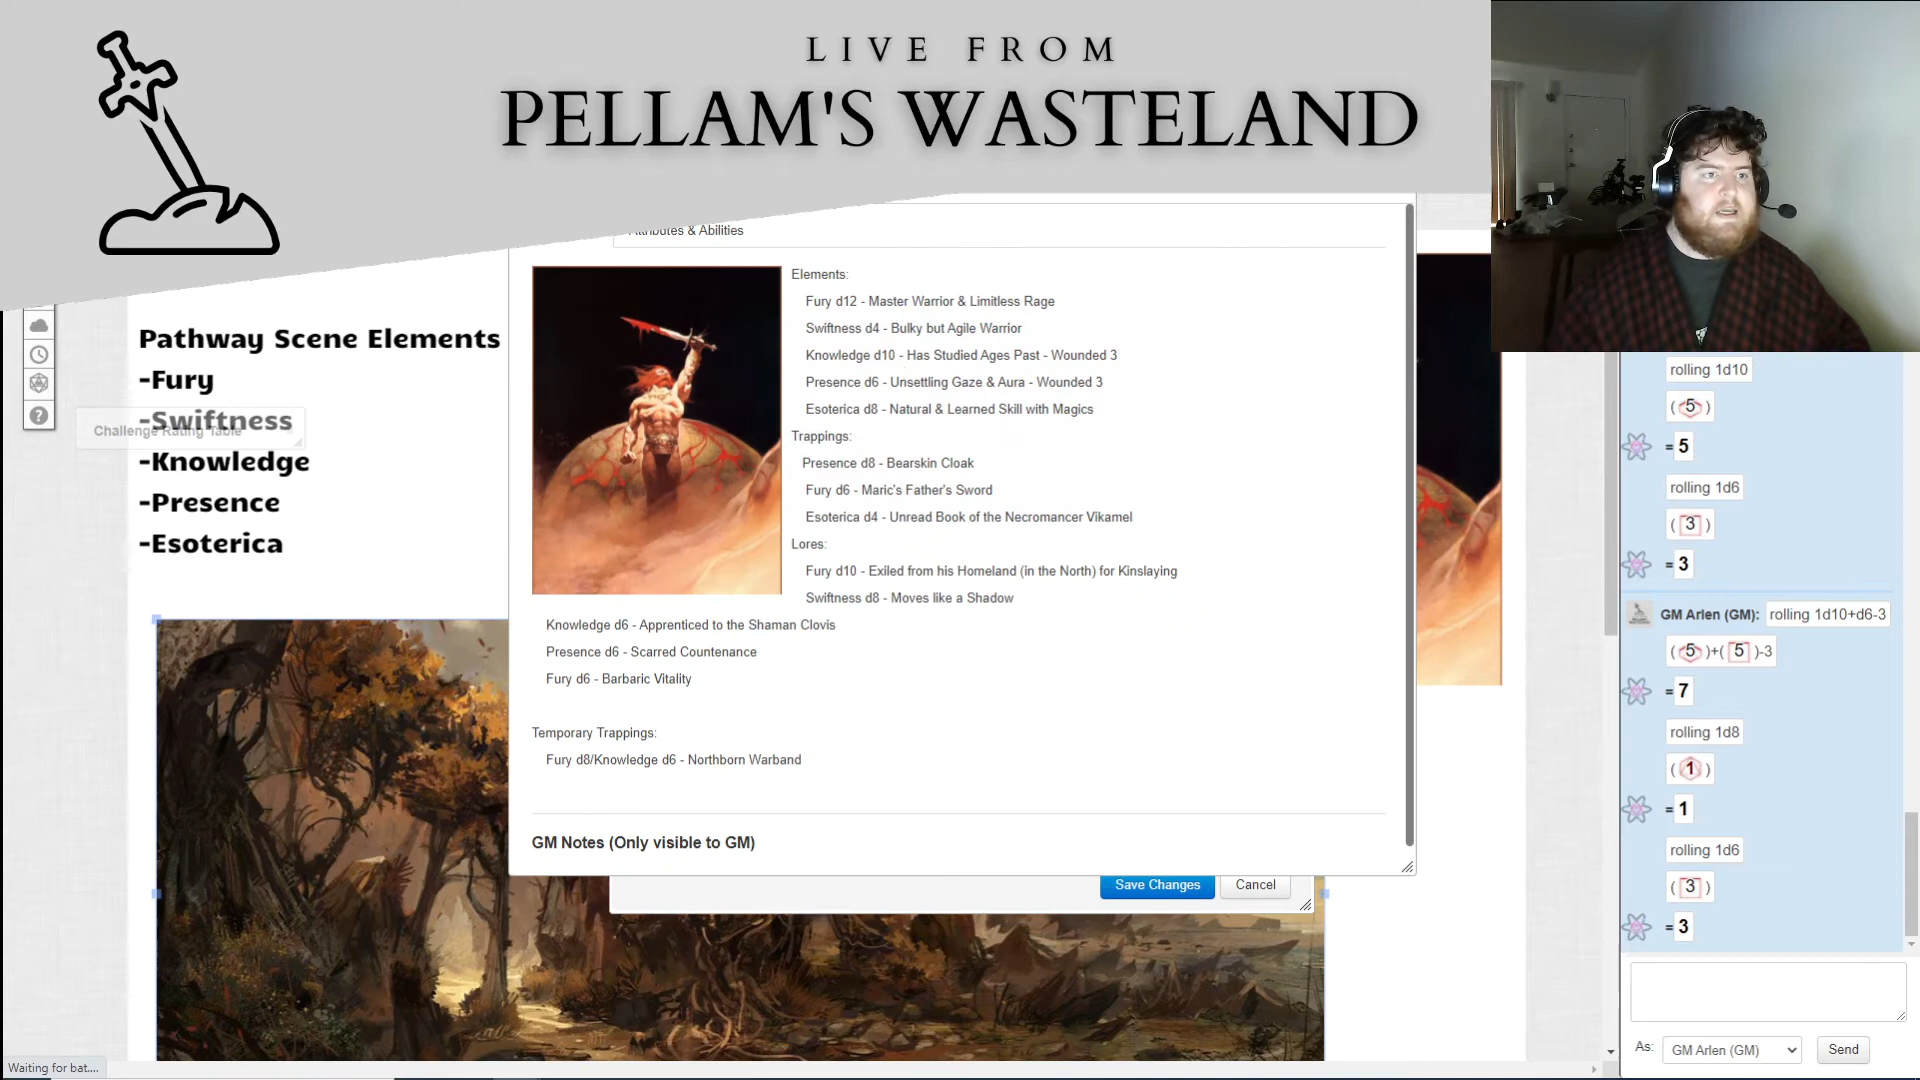 LIVE FROM
PELLAM'S WASTELAND
Attributes & Abilities
Elements:
Fury d12 - Master Warrior & Limitless Rage
Swiftness d4 - Bulky but Agile Warrior
Knowledge d10 - Has Studied Ages Past - Wounded 3
Presence d6 - Unsettling Gaze & Aura - Wounded 3
Esoterica d8 - Natural & Learned Skill with Magics
Trappings:
Presence d8 - Bearskin Cloak
Fury d6 - Maric's Father's Sword
Esoterica d4 - Unread Book of the Necromancer Vikamel
Lores:
Fury d10 - Exiled from his Homeland (in the North) for Kinslaying
Swiftness d8 - Moves like a Shadow
Knowledge d6 - Apprenticed to the Shaman Clovis
Presence d6 - Scarred Countenance
Fury d6 - Barbaric Vitality
Temporary Trappings:
Fury d8/Knowledge d6 - Northborn Warband
GM Notes (Only visible to GM)
Save Changes
Cancel
Pathway Scene Elements
-Fury
-Swiftness
Challenge Rating Table
-Knowledge
-Presence
-Esoterica
?
rolling 1d10
(5)
=5
rolling 1d6
(3)
=3
GM Arlen (GM): rolling 1d10+d6-3
(5)+(5)-3
=7
rolling 1d8
(1)
=1
rolling 1d6
(3)
=3
As: GM Arlen (GM) Send
Waiting for bat....